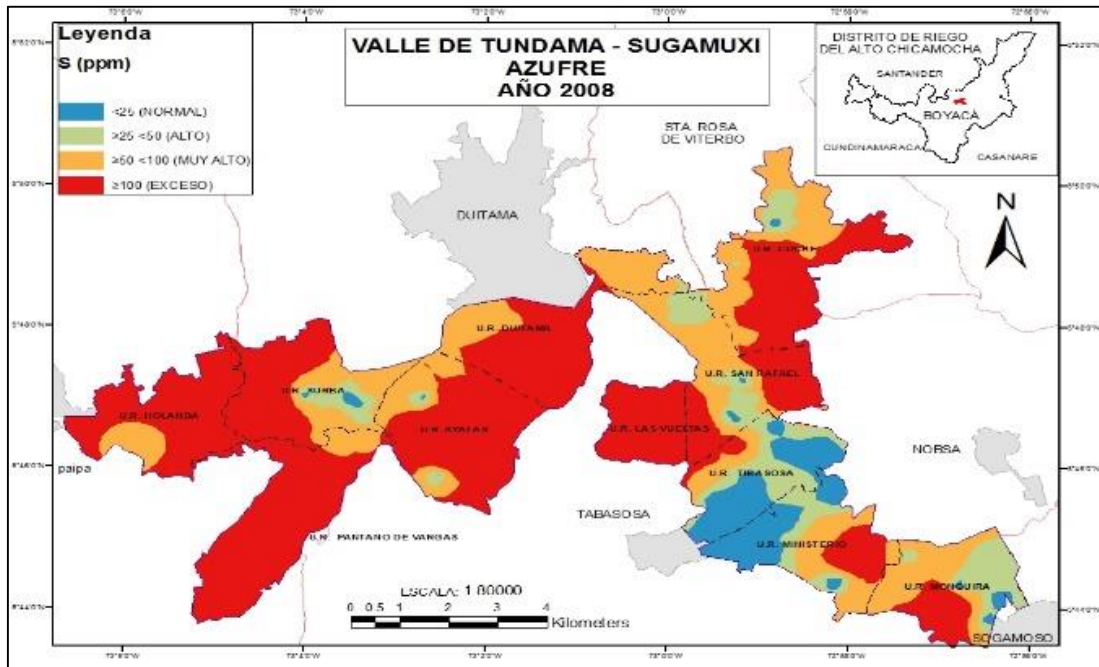 Leyenda
S (ppm)
<25 (NORMAL)
≥25 <50 (ALTO)
≥50 <100 (MUY ALTO)
≥100 (EXCESO)
VALLE DE TUNDAMA - SUGAMUXI
AZUFRE
AÑO 2008
DISTRITO DE RIEGO
DEL ALTO CHICAMOCHA
SANTANDER
BOYACÁ
CUNDINAMARCA
CASANARE
STA. ROSA
DE VITERBO
N
DUITAMA
U.R. CUCHE
U.R. DUITAMA
U.R. SAN RAFAEL
U.R. SURBA
U.R. HOLANDA
U.R. AYALAS
U.R. LAS VUELTAS
NOBSA
paipa
U.R. TIBASOSA
TABASOSA
U.R. PANTANO DE VARGAS
U.R. MINISTERIO
U.R. MONQUIRA
ESCALA: 1:80000
0 0.5 1 2 3 4
Kilometers
SOGAMOSO